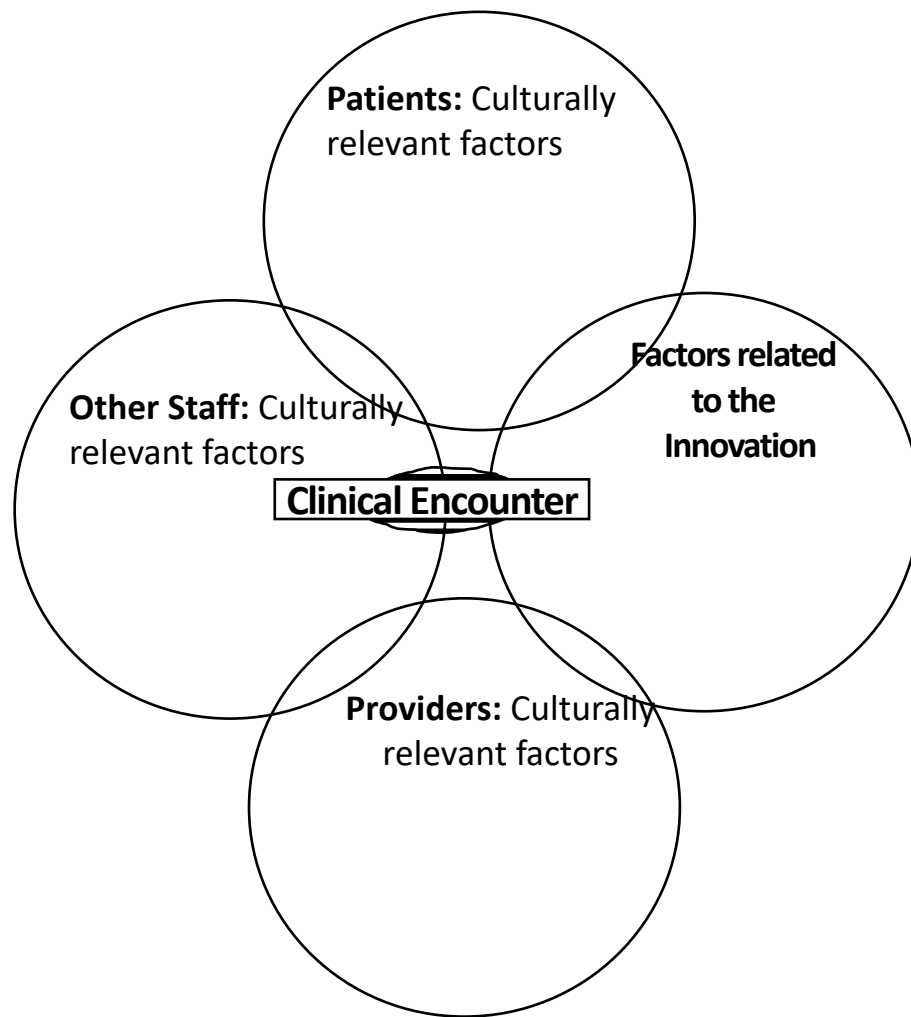 Patients: Culturally
relevant factors
Factors related
to the
Innovation
Other Staff: Culturally
relevant factors
Clinical Encounter
Providers: Culturally
relevant factors